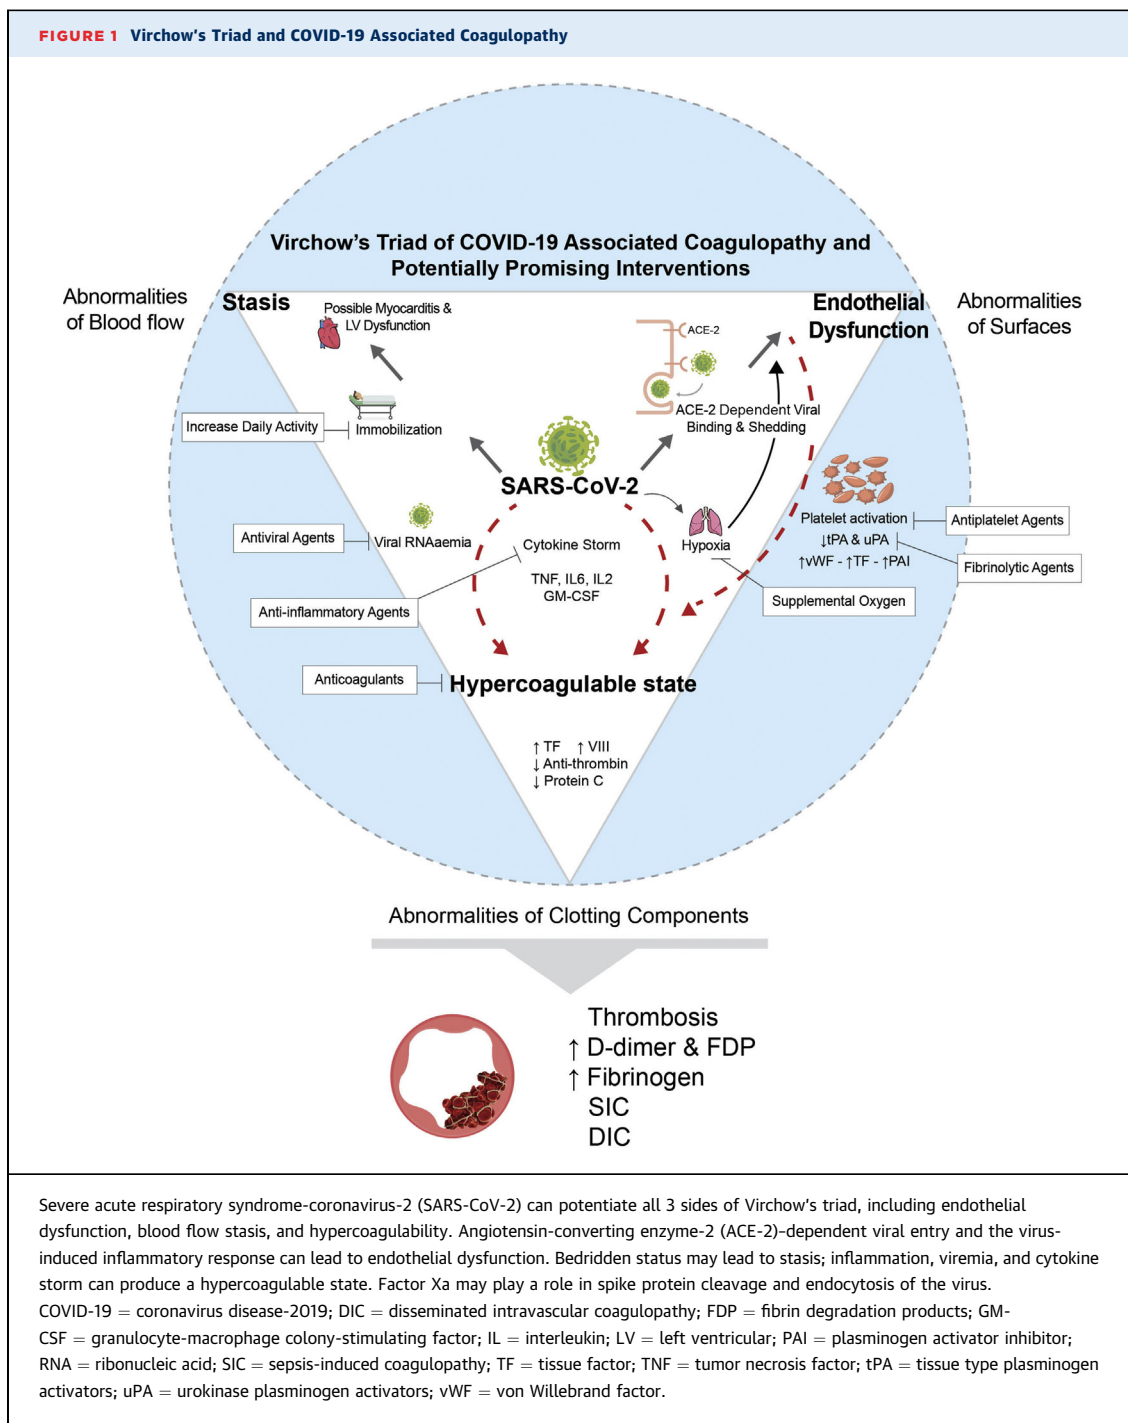 FIGURE 1 Virchow's Triad and COVID-19 Associated Coagulopathy
Virchow's Triad of COVID-19 Associated Coagulopathy and
Potentially Promising Interventions
Abnormalities
of Blood flow
Stasis
Possible Myocarditis &
LV Dysfunction
ACE-2
Endothelial
Dysfunction
Abnormalities
of Surfaces
Increase Daily Activity
Immobilization
ACE-2 Dependent Viral
Binding & Shedding
SARS-CoV-2
Antiviral Agents
Viral RNAaemia
Cytokine Storm
TNF, IL6, IL2
GM-CSF
Hypoxia
Platelet activation
↓tPA & uPA
↑vWF - ↑TF - ↑PAI
Antiplatelet Agents
Fibrinolytic Agents
Anti-inflammatory Agents
Supplemental Oxygen
Anticoagulants
Hypercoagulable state
↑ TF ↑ VIII
↓ Anti-thrombin
↓ Protein C
Abnormalities of Clotting Components
Thrombosis
↑ D-dimer & FDP
↑ Fibrinogen
SIC
DIC
Severe acute respiratory syndrome-coronavirus-2 (SARS-CoV-2) can potentiate all 3 sides of Virchow's triad, including endothelial
dysfunction, blood flow stasis, and hypercoagulability. Angiotensin-converting enzyme-2 (ACE-2)-dependent viral entry and the virus-
induced inflammatory response can lead to endothelial dysfunction. Bedridden status may lead to stasis; inflammation, viremia, and cytokine
storm can produce a hypercoagulable state. Factor Xa may play a role in spike protein cleavage and endocytosis of the virus.
COVID-19 = coronavirus disease-2019; DIC = disseminated intravascular coagulopathy; FDP = fibrin degradation products; GM-
CSF = granulocyte-macrophage colony-stimulating factor; IL = interleukin; LV = left ventricular; PAI = plasminogen activator inhibitor;
RNA = ribonucleic acid; SIC = sepsis-induced coagulopathy; TF = tissue factor; TNF = tumor necrosis factor; tPA = tissue type plasminogen
activators; uPA = urokinase plasminogen activators; vWF = von Willebrand factor.